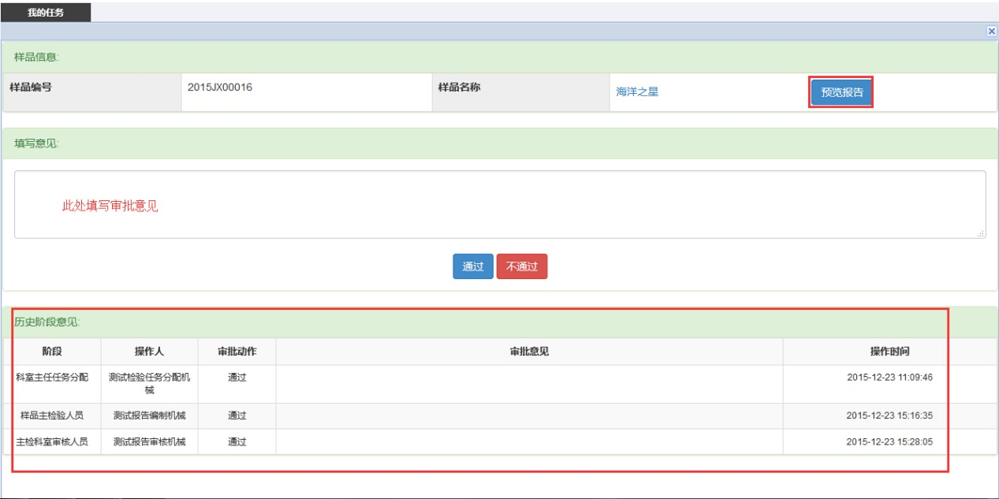 我的任务
样品信息:
样品编号 2015JX00016 样品名称 海洋之星 预览报告
填写意见:
此处填写审批意见
通过 不通过
历史阶段意见:
阶段 操作人 审批动作 审批意见 操作时间
科室主任任务分配 测试检验任务分配机 通过 2015-12-23 11:09:46
械
样品主检验人员 测试报告编制机械 通过 2015-12-23 15:16:35
主检科室审核人员 测试报告审核机械 通过 2015-12-23 15:28:05